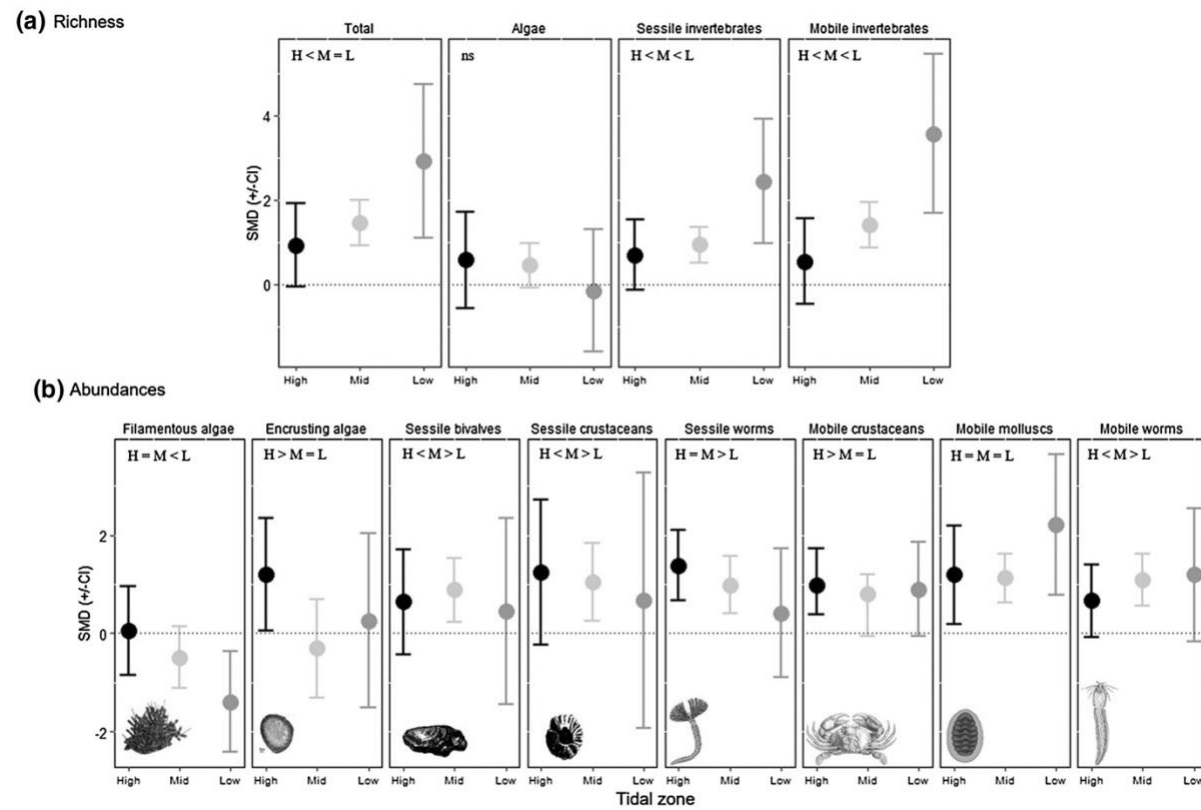 (a) Richness
Total Algae Sessile invertebrates Mobile invertebrates
H < M = L ns H < M < L H < M < L
SMD (+/-CI)
4
2
0
High Mid Low High Mid Low High Mid Low High Mid Low
(b) Abundances
Filamentous algae Encrusting algae Sessile bivalves Sessile crustaceans Sessile worms Mobile crustaceans Mobile molluscs Mobile worms
H = M < L H > M = L H < M > L H < M > L H = M > L H > M = L H = M = L H < M > L
SMD (+/-CI)
2
0
-2
High Mid Low High Mid Low High Mid Low High Mid Low High Mid Low High Mid Low High Mid Low High Mid Low
Tidal zone